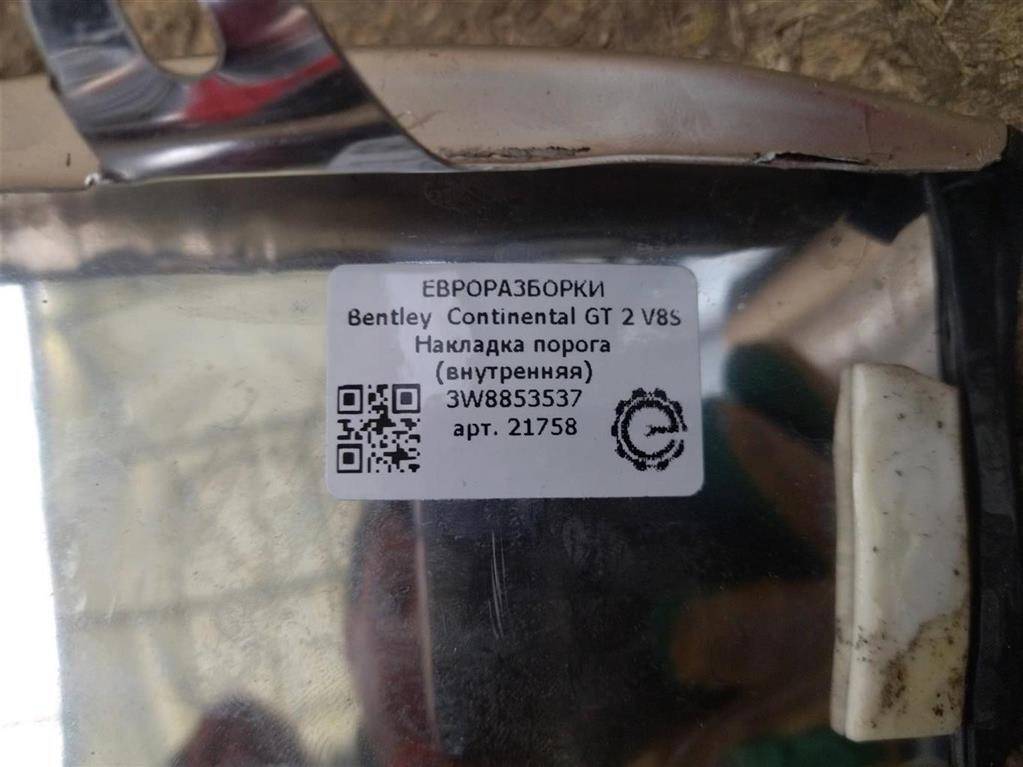 ЕВРОРАЗБОРКИ
Bentley Continental GT 2 V8S
Накладка порога
(внутренняя)
3W8853537
арт. 21758